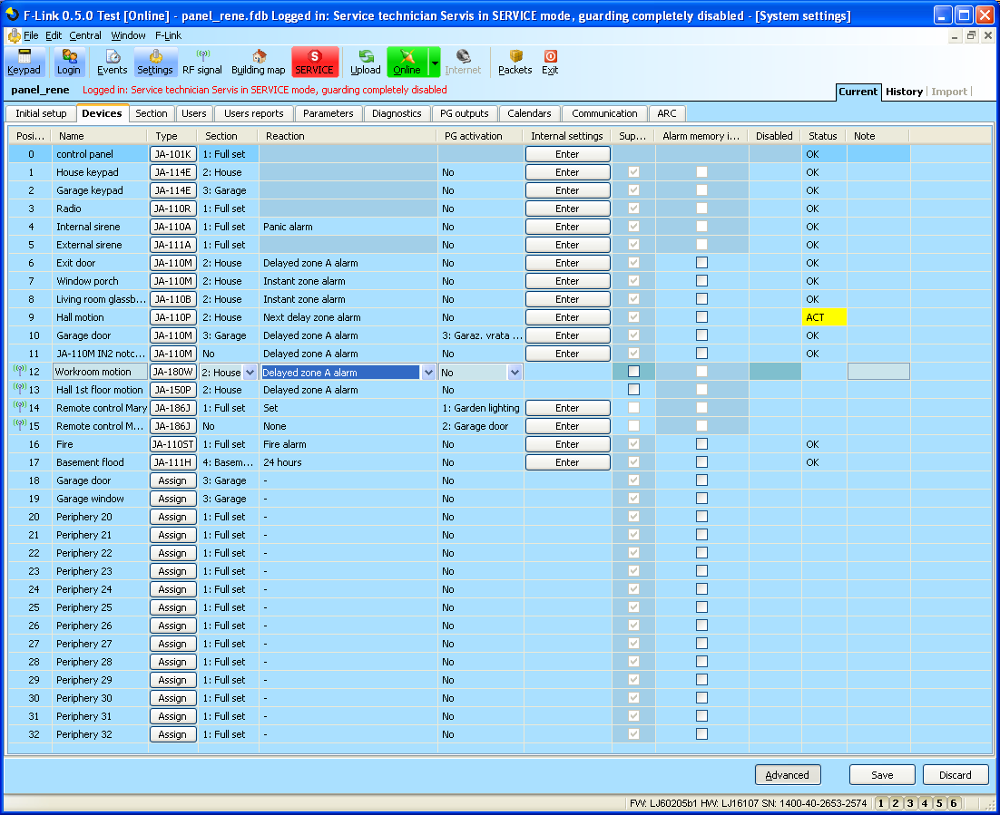 F-Link 0.5.0 Test [Online] - panel_rene.fdb Logged in: Service technician Servis in SERVICE mode, guarding completely disabled - [System settings]
File Edit Central Window F-Link
Keypad Login Events Settings RF signal Building map SERVICE Upload Online Internet Packets Exit
panel_rene Logged in: Service technician Servis in SERVICE mode, guarding completely disabled Current History Import
Initial setup Devices Section Users Users reports Parameters Diagnostics PG outputs Calendars Communication ARC
Posi... Name Type Section Reaction PG activation Internal settings Sup... Alarm memory i... Disabled Status Note
0 control panel JA-101K 1: Full set Enter OK
1 House keypad JA-114E 2: House No Enter OK
2 Garage keypad JA-114E 3: Garage No Enter OK
3 Radio JA-110R 1: Full set No Enter OK
4 Internal sirene JA-110A 1: Full set Panic alarm No Enter OK
5 External sirene JA-111A 1: Full set No Enter OK
6 Exit door JA-110M 2: House Delayed zone A alarm No Enter OK
7 Window porch JA-110M 2: House Instant zone alarm No Enter OK
8 Living room glassb... JA-110B 2: House Instant zone alarm No Enter OK
9 Hall motion JA-110P 2: House Next delay zone alarm No Enter ACT
10 Garage door JA-110M 3: Garage Delayed zone A alarm 3: Garaz. vrata ... Enter OK
11 JA-110M IN2 notc... JA-110M No Delayed zone A alarm No Enter OK
12 Workroom motion JA-180W 2: House Delayed zone A alarm No
13 Hall 1st floor motion JA-150P 2: House Delayed zone A alarm No
14 Remote control Mary JA-186J 1: Full set Set 1: Garden lighting Enter
15 Remote control M... JA-186J No None 2: Garage door Enter
16 Fire JA-110ST 1: Full set Fire alarm No Enter OK
17 Basement flood JA-111H 4: Basem... 24 hours No Enter OK
18 Garage door Assign 3: Garage - No
19 Garage window Assign 3: Garage - No
20 Periphery 20 Assign 1: Full set - No
21 Periphery 21 Assign 1: Full set - No
22 Periphery 22 Assign 1: Full set - No
23 Periphery 23 Assign 1: Full set - No
24 Periphery 24 Assign 1: Full set - No
25 Periphery 25 Assign 1: Full set - No
26 Periphery 26 Assign 1: Full set - No
27 Periphery 27 Assign 1: Full set - No
28 Periphery 28 Assign 1: Full set - No
29 Periphery 29 Assign 1: Full set - No
30 Periphery 30 Assign 1: Full set - No
31 Periphery 31 Assign 1: Full set - No
32 Periphery 32 Assign 1: Full set - No
Advanced Save Discard
FW: LJ60205b1 HW: LJ16107 SN: 1400-40-2653-2574 1 2 3 4 5 6